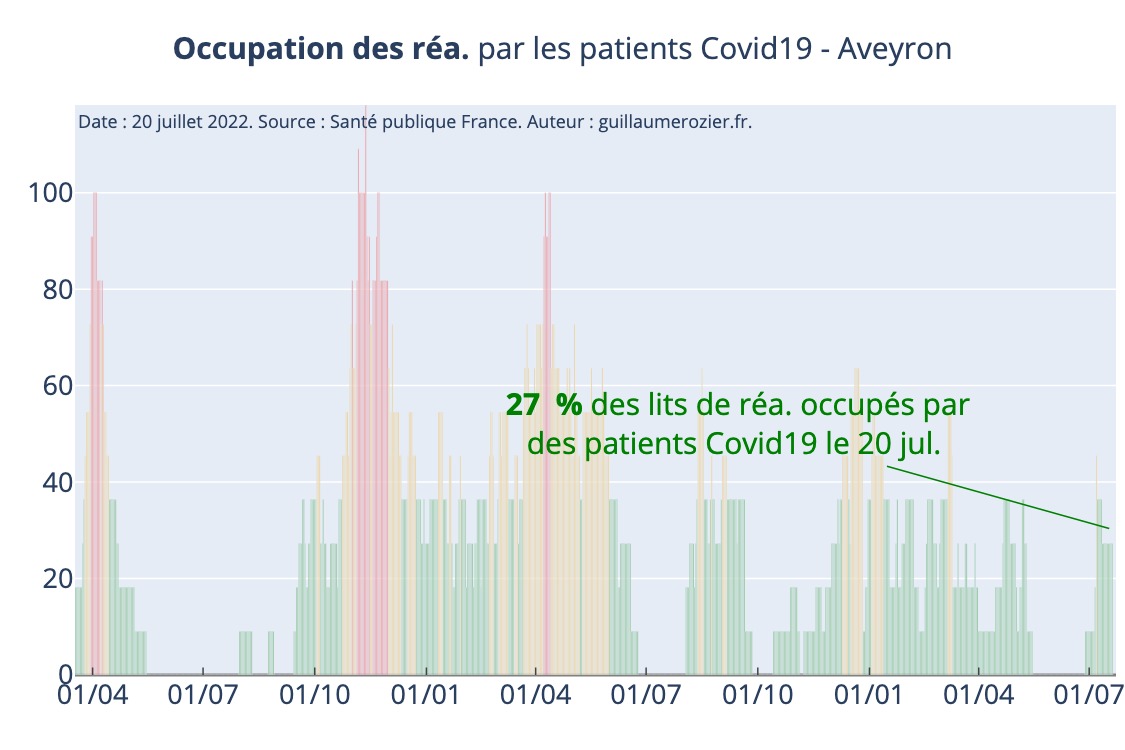 Occupation des réa. par les patients Covid19 - Aveyron
Date : 20 juillet 2022. Source : Santé publique France. Auteur : guillaumerozier.fr.
100
80
60
27 % des lits de réa. occupés par
des patients Covid19 le 20 jul.
40
20
0
01/04 01/07 01/10 01/01 01/04 01/07 01/10 01/01 01/04 01/07